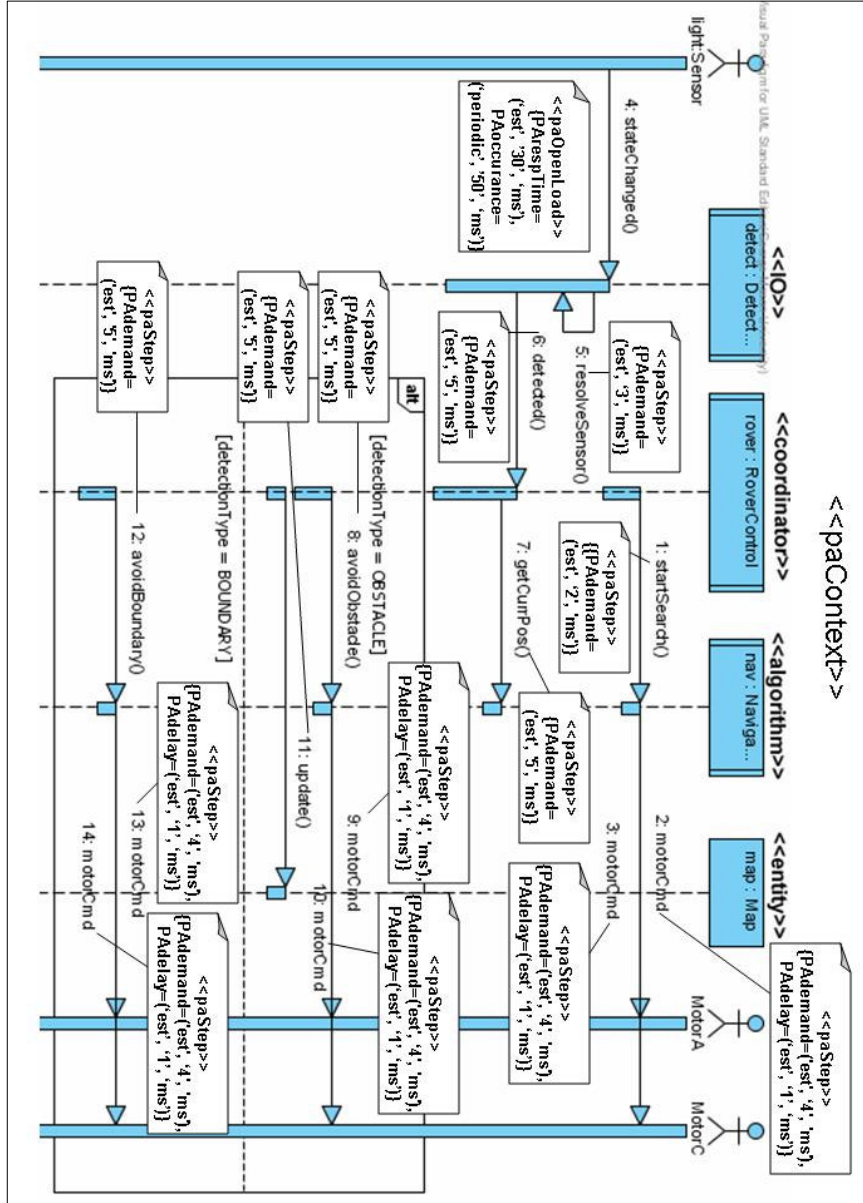 <<paContext>>
Visual Paradigm for UML Standard
light:Sensor
<<IO>>
detect : Detect...
<<coordinator>>
rover : RoverControl
<<algorithm>>
nav : Naviga...
<<entity>>
map : Map
MotorA
MotorC
<<paStep>>
{PAdemand=('est', '4', 'ms'),
PAdelay=('est', '1', 'ms')}
1: startSearch()
2: motorCmd
3: motorCmd
<<paStep>>
{PAdemand=
('est', '3', 'ms')}
<<paStep>>
{{PAdemand=
('est', '2', 'ms')}
4: stateChanged()
5: resolveSensor()
<<paStep>>
{PAdemand
('est', '5', 'ms')}
<<paStep>>
{PAdemand=('est', '4', 'ms'),
PAdelay=('est', '1', 'ms')}
<<paOpenLoad>>
{PArespTime=
('est', '30', 'ms'),
PAoccurance=
('periodic', '50', 'ms')}
6: detected()
7: getCurrPos()
<<paStep>>
{PAdemand=
('est', '5', 'ms')}
alt
[detectionType = OBSTACLE]
<<paStep>>
{PAdemand=
('est', '5', 'ms')}
8: avoidObstacle()
<<paStep>>
{PAdemand=('est', '4', 'ms'),
PAdelay=('est', '1', 'ms')}
9: motorCmd
<<paStep>>
{PAdemand=('est', '4', 'ms'),
PAdelay=('est', '1', 'ms')}
10: motorCmd
<<paStep>>
{PAdemand=
('est', '5', 'ms')}
11: update()
[detectionType = BOUNDARY]
<<paStep>>
{PAdemand=
('est', '5', 'ms')}
12: avoidBoundary()
<<paStep>>
{PAdemand=('est', '4', 'ms'),
PAdelay=('est', '1', 'ms')}
13: motorCmd
<<paStep>>
{PAdemand=('est', '4', 'ms'),
PAdelay=('est', '1', 'ms')}
14: motorCmd